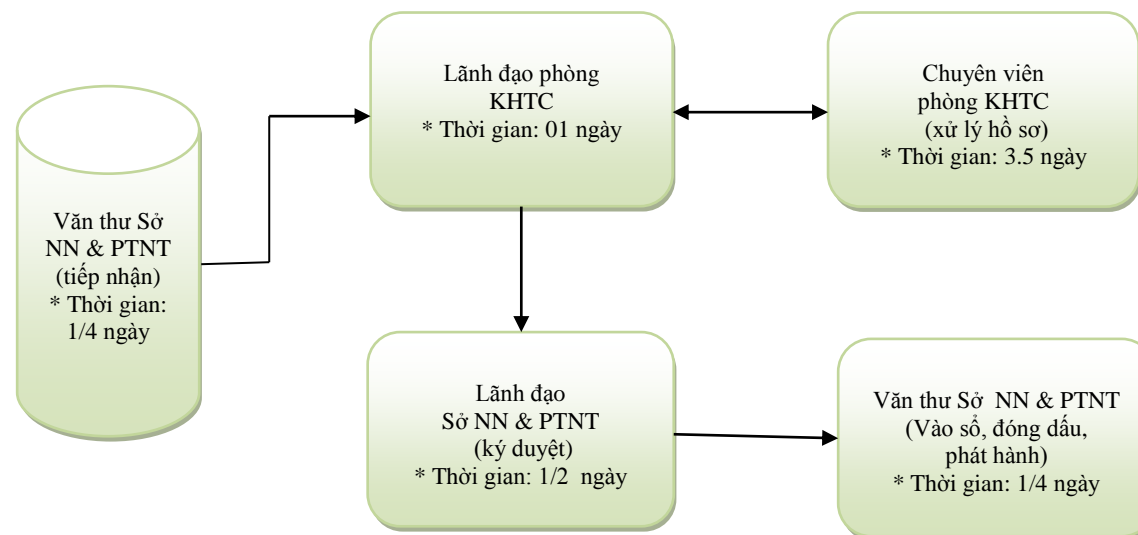 Văn thư Sở
NN & PTNT
(tiếp nhận)
* Thời gian:
1/4 ngày
Lãnh đạo phòng
KHTC
* Thời gian: 01 ngày
Chuyên viên
phòng KHTC
(xử lý hồ sơ)
* Thời gian: 3.5 ngày
Lãnh đạo
Sở NN & PTNT
(ký duyệt)
* Thời gian: 1/2 ngày
Văn thư Sở NN & PTNT
(Vào sổ, đóng dấu,
phát hành)
* Thời gian: 1/4 ngày